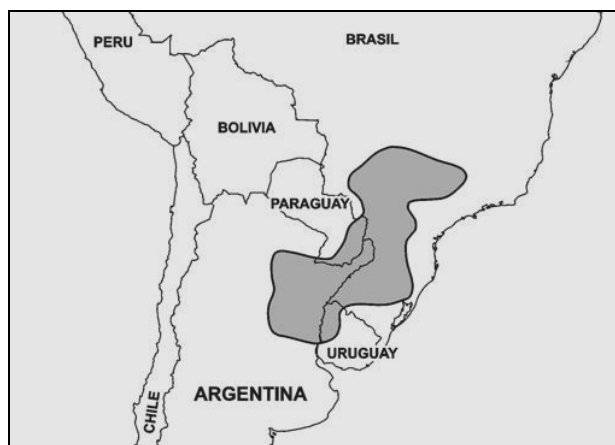 PERU
BRASIL
BOLIVIA
PARAGUAY
URUGUAY
ARGENTINA
CHILE